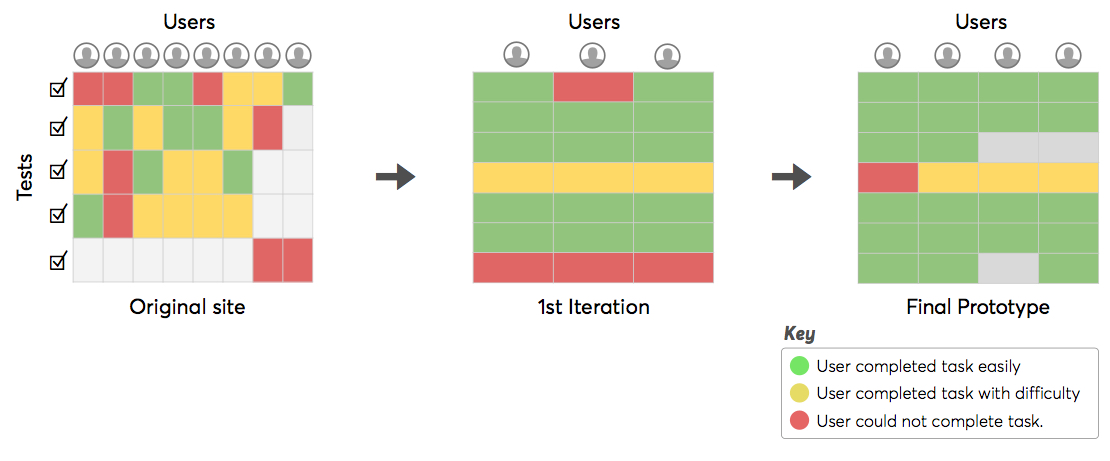 Users
Users
Users
Tests
Original site
1st Iteration
Final Prototype
Key
User completed task easily
User completed task with difficulty
User could not complete task.